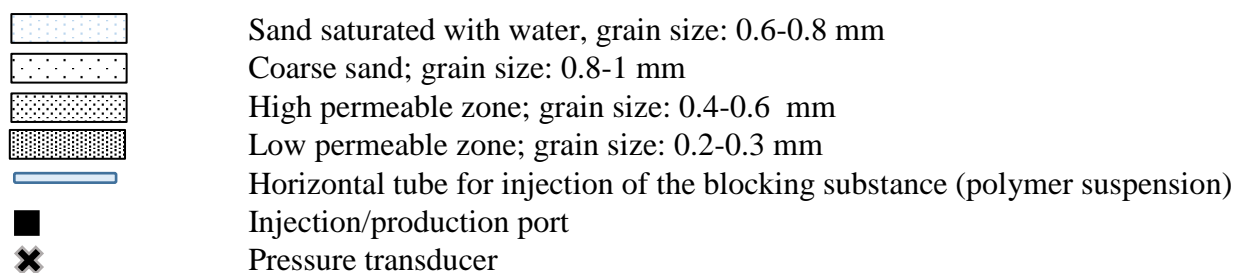 Sand saturated with water, grain size: 0.6-0.8 mm
Coarse sand; grain size: 0.8-1 mm
High permeable zone; grain size: 0.4-0.6 mm
Low permeable zone; grain size: 0.2-0.3 mm
Horizontal tube for injection of the blocking substance (polymer suspension)
Injection/production port
Pressure transducer